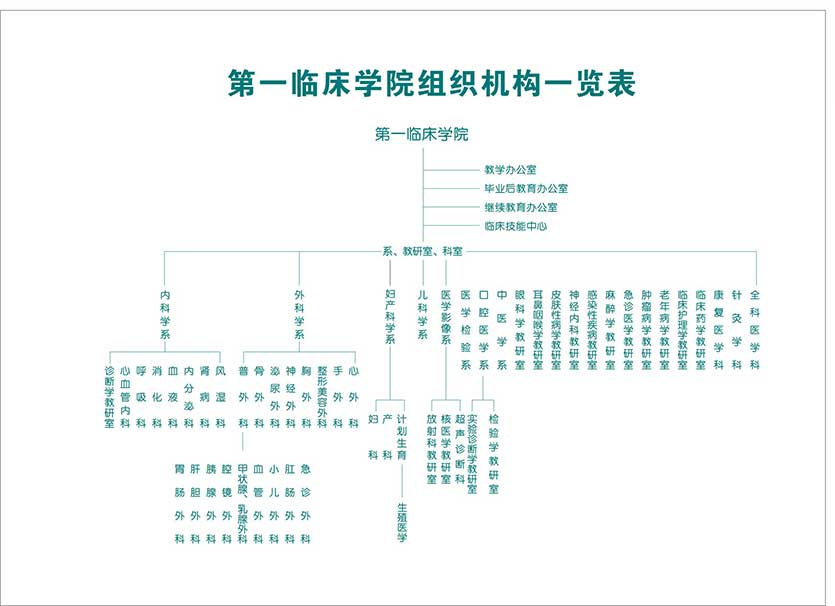 第一临床学院组织机构一览表
第一临床学院
教学办公室
毕业后教育办公室
继续教育办公室
临床技能中心
系、教研室、科室
内科学系
外科学系
妇产科学系
儿科学系
医学影像系
医学检验系
口腔医学系
中医学系
眼科学教研室
耳鼻咽喉学教研室
皮肤性病学教研室
神经内科教研室
感染性疾病教研室
麻醉学教研室
急诊医学教研室
肿瘤病学教研室
老年病学教研室
临床护理学教研室
临床药学教研室
康复医学科
针灸学科
全科医学科
诊断学教研室
心血管内科
呼吸科
消化科
血液科
内分泌科
肾病科
风湿科
普外科
骨外科
泌尿外科
神经外科
胸外科
整形美容外科
手外科
心外科
妇科
产科
计划生育科
放射科教研室
核医学教研室
超声诊断科
实验诊断学教研室
检验学教研室
胃肠外科
肝胆外科
胰腺外科
腔镜外科
甲状腺、乳腺外科
血管外科
小儿外科
肛肠外科
急诊外科
生殖医学